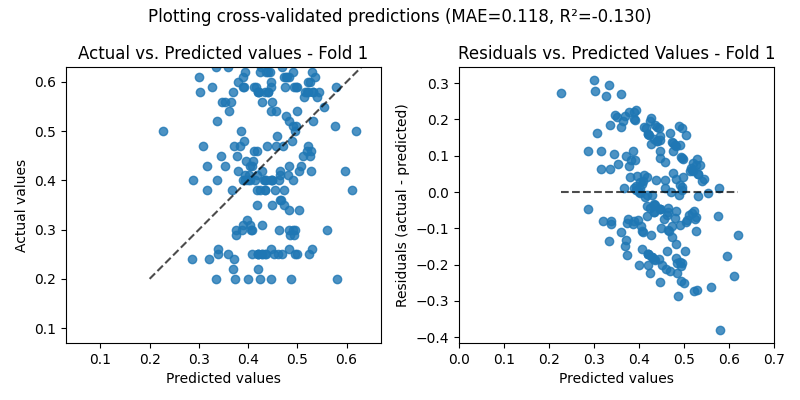 Plotting cross-validated predictions (MAE=0.118, R²=-0.130)
Actual vs. Predicted values - Fold 1
Residuals vs. Predicted Values - Fold 1
Actual values
0.6
0.5
0.4
0.3
0.2
0.1
0.1 0.2 0.3 0.4 0.5 0.6
Predicted values
Residuals (actual - predicted)
0.3
0.2
0.1
0.0
−0.1
−0.2
−0.3
−0.4
0.0 0.1 0.2 0.3 0.4 0.5 0.6 0.7
Predicted values